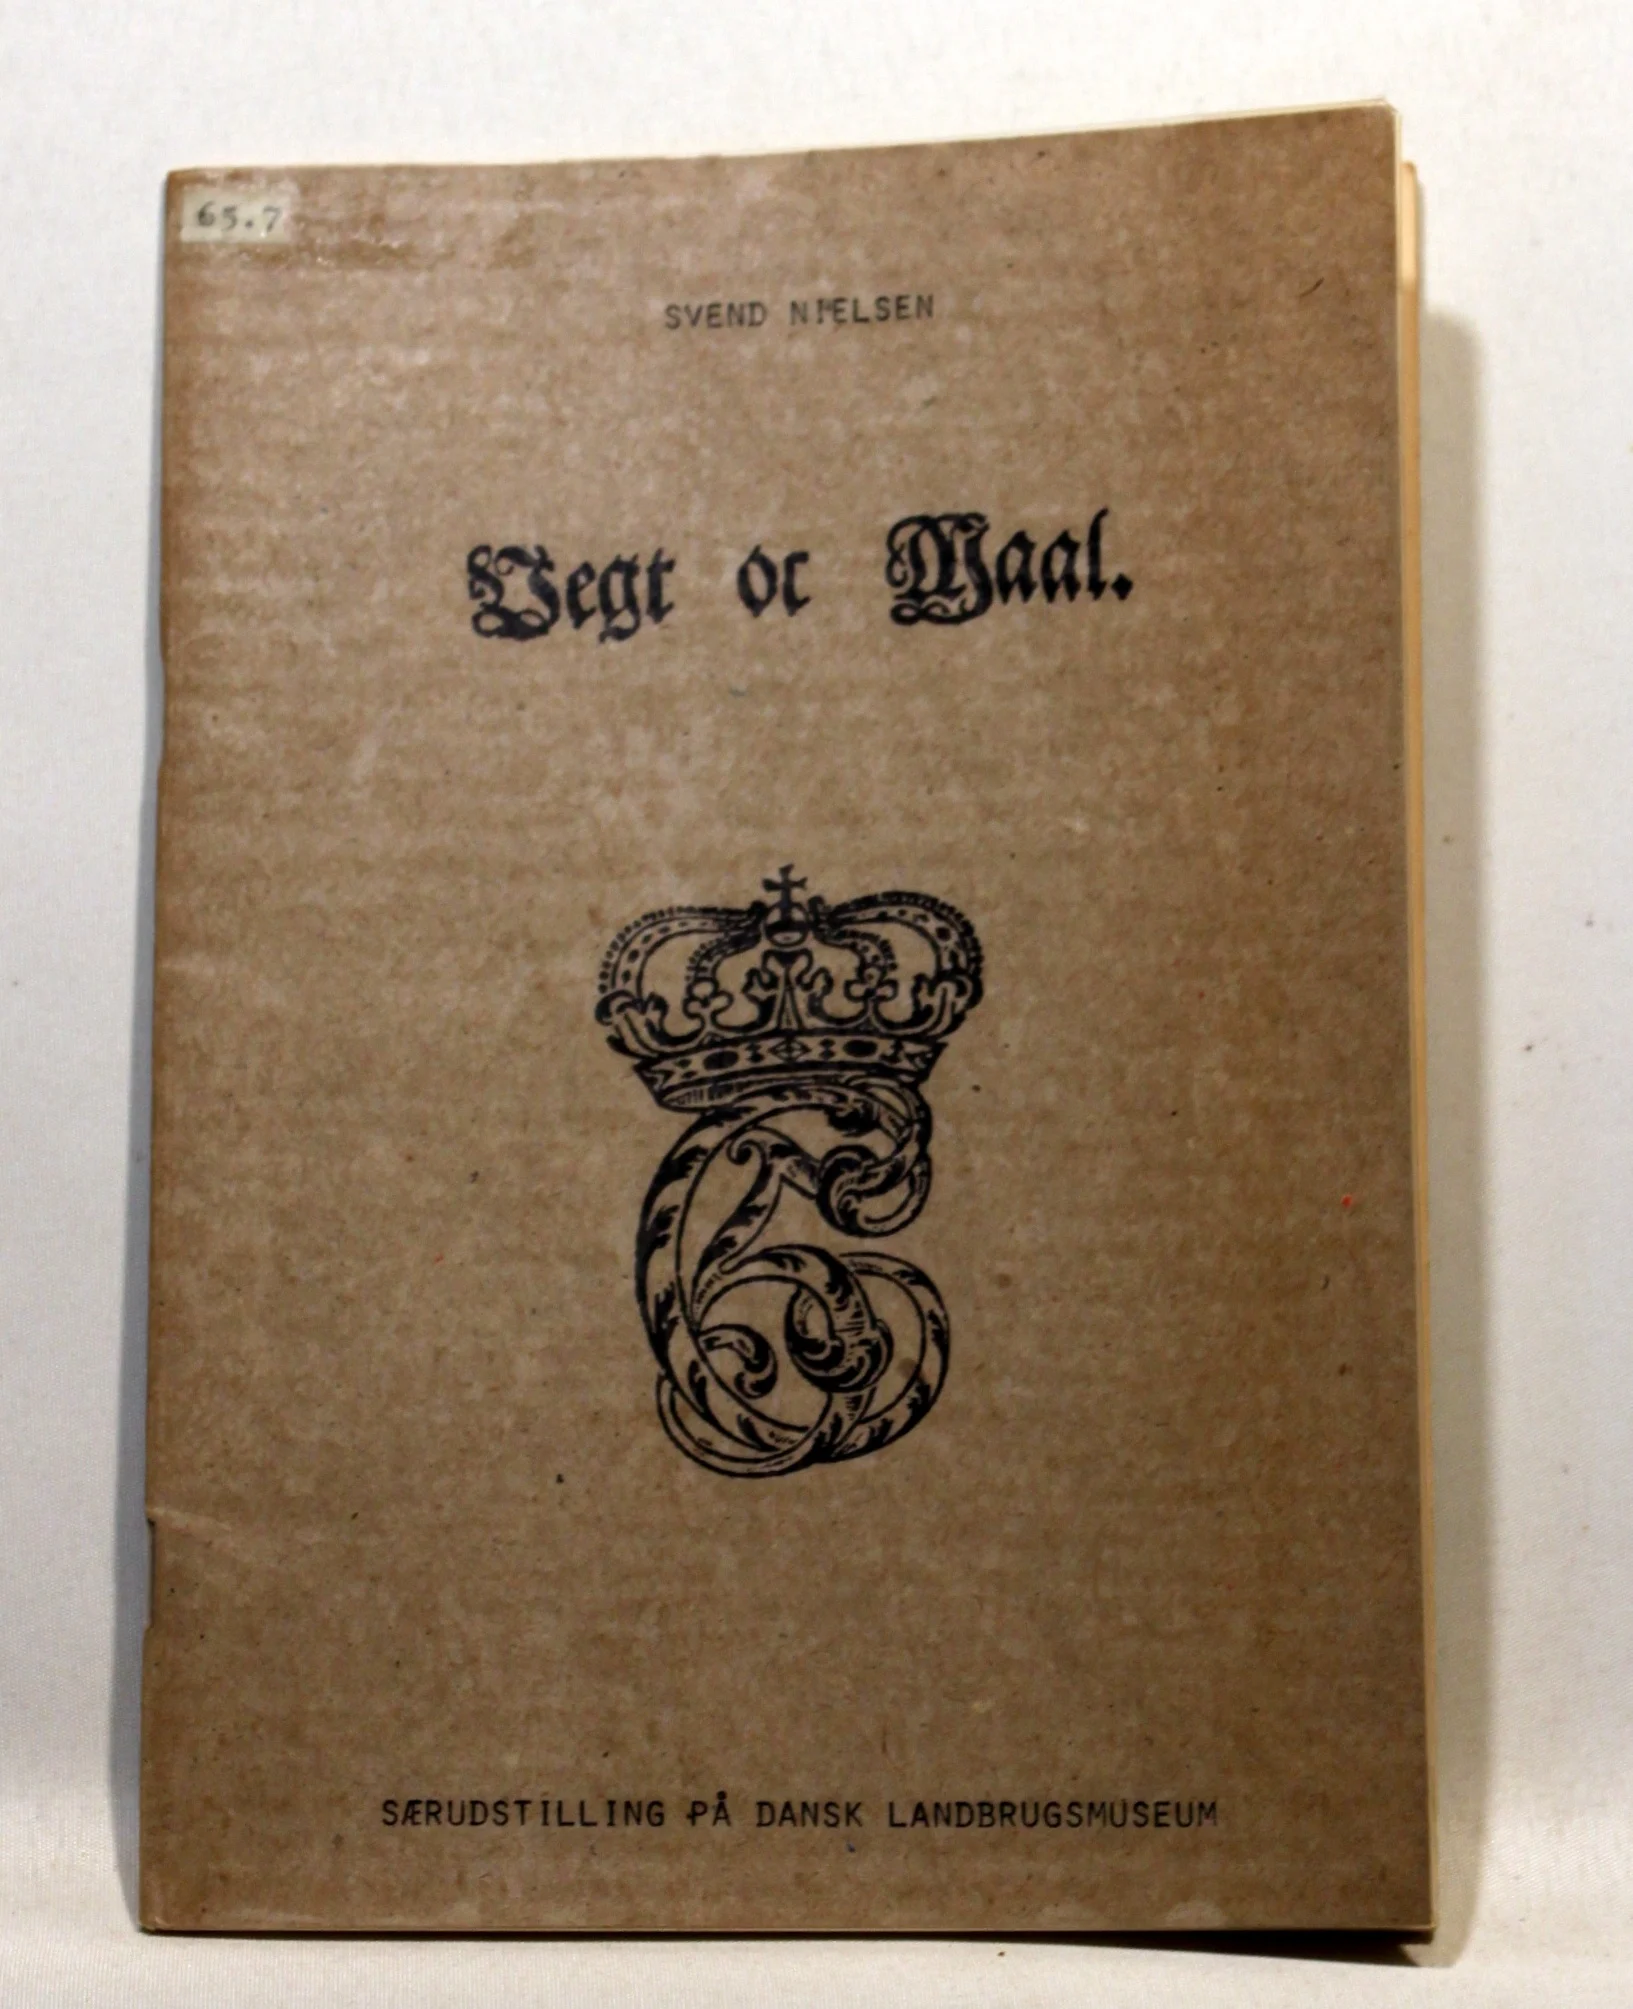 65.7
SVEND NIELSEN
Vegt oc Maal.
SÆRUDSTILLING PÅ DANSK LANDBRUGSMUSEUM